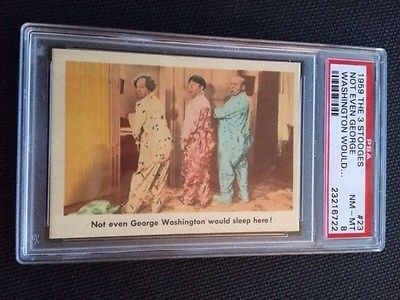 1959 THE 3 STOOGES #23
NOT EVEN GEORGE NM-MT
WASHINGTON WOULD... 8
PSA 23216722
Not even George Washington would sleep here!